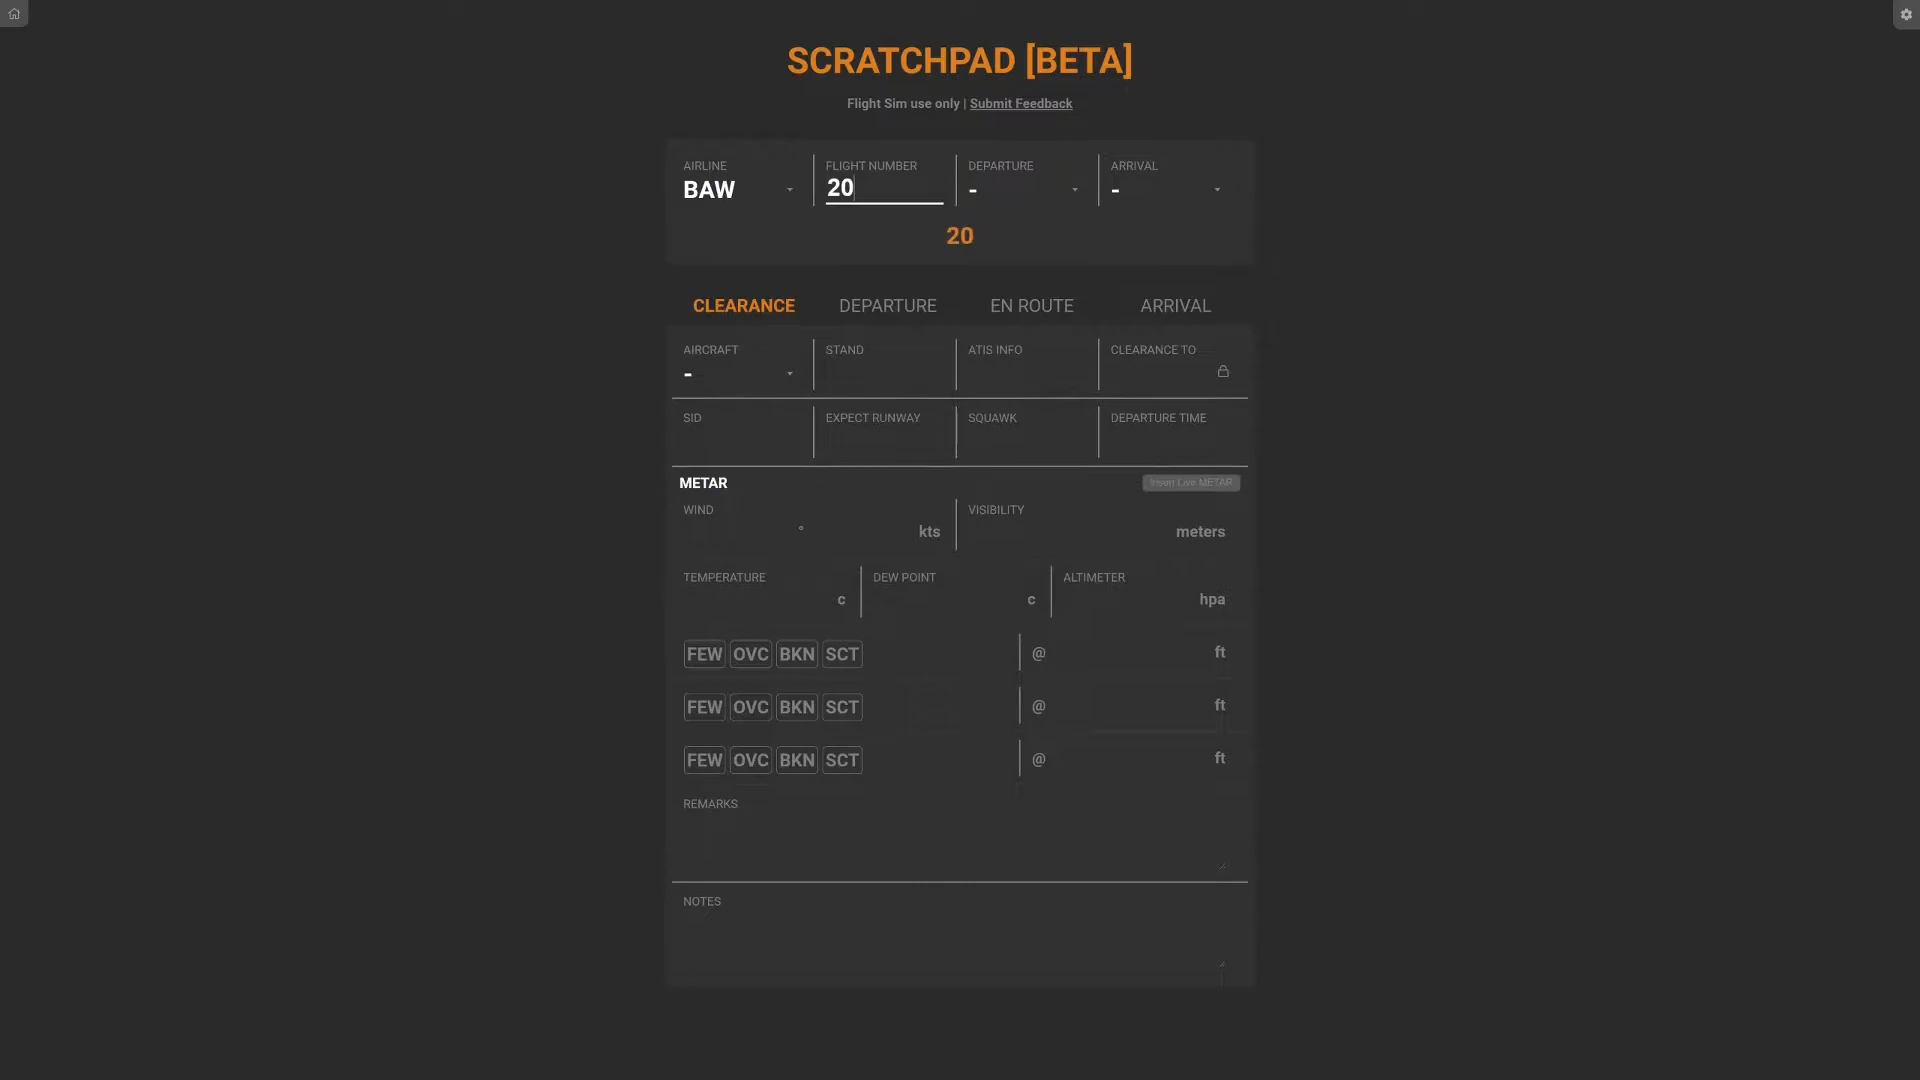 SCRATCHPAD [BETA]
Flight Sim use only | Submit Feedback
AIRLINE FLIGHT NUMBER DEPARTURE ARRIVAL
BAW 20 - -
20
CLEARANCE DEPARTURE EN ROUTE ARRIVAL
AIRCRAFT STAND ATIS INFO CLEARANCE TO
-
SID EXPECT RUNWAY SQUAWK DEPARTURE TIME
METAR Insert Live METAR
WIND VISIBILITY
° kts meters
TEMPERATURE DEW POINT ALTIMETER
c c hpa
FEW OVC BKN SCT @ ft
FEW OVC BKN SCT @ ft
FEW OVC BKN SCT @ ft
REMARKS
NOTES